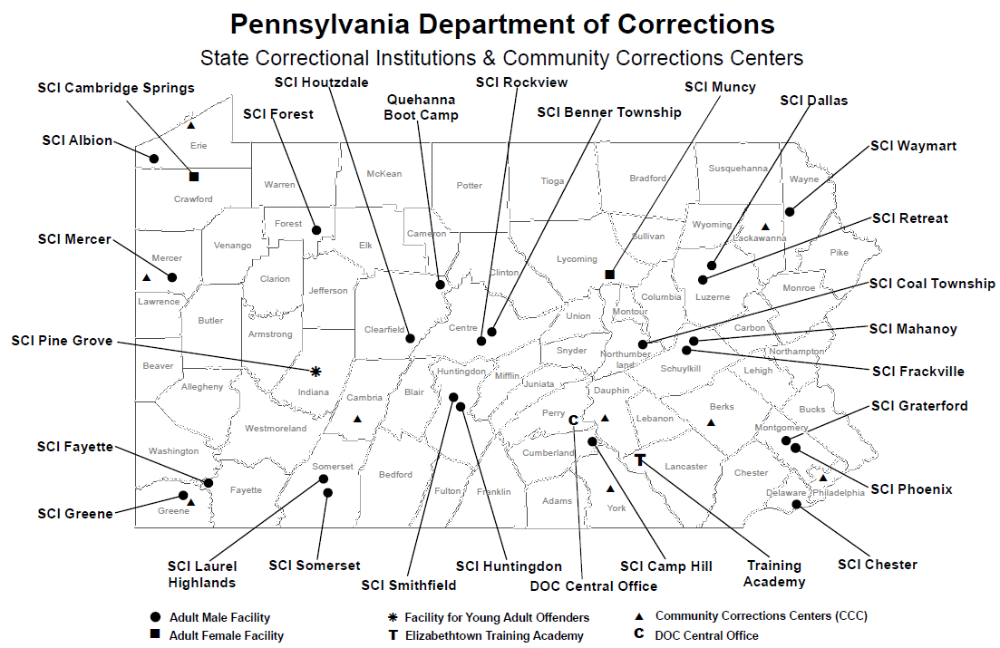 Pennsylvania Department of Corrections
State Correctional Institutions & Community Corrections Centers
SCI Cambridge Springs
SCI Houtzdale
SCI Rockview
SCI Muncy
Quehanna
Boot Camp
SCI Dallas
SCI Forest
SCI Benner Township
SCI Albion
SCI Waymart
SCI Mercer
SCI Retreat
SCI Coal Township
SCI Pine Grove
SCI Mahanoy
SCI Frackville
SCI Graterford
SCI Fayette
SCI Phoenix
SCI Greene
SCI Laurel
Highlands
SCI Somerset
SCI Smithfield
SCI Huntingdon
DOC Central Office
SCI Camp Hill
Training
Academy
SCI Chester
Erie
Crawford
Warren
McKean
Potter
Tioga
Bradford
Susquehanna
Wayne
Forest
Venango
Elk
Cameron
Sullivan
Wyoming
Lackawanna
Pike
Mercer
Clarion
Jefferson
Clinton
Lycoming
Columbia
Luzerne
Monroe
Lawrence
Butler
Armstrong
Clearfield
Centre
Union
Montour
Carbon
Northampton
Beaver
Allegheny
Indiana
Cambria
Blair
Huntingdon
Mifflin
Snyder
Northumber
land
Schuylkill
Lehigh
Juniata
Dauphin
Perry
Lebanon
Berks
Montgomery
Bucks
Westmoreland
Washington
Somerset
Bedford
Fulton
Franklin
Cumberland
Adams
York
Lancaster
Chester
Delaware
Philadelphia
Fayette
Greene
C
T
Adult Male Facility
Adult Female Facility
Facility for Young Adult Offenders
T Elizabethtown Training Academy
Community Corrections Centers (CCC)
C DOC Central Office